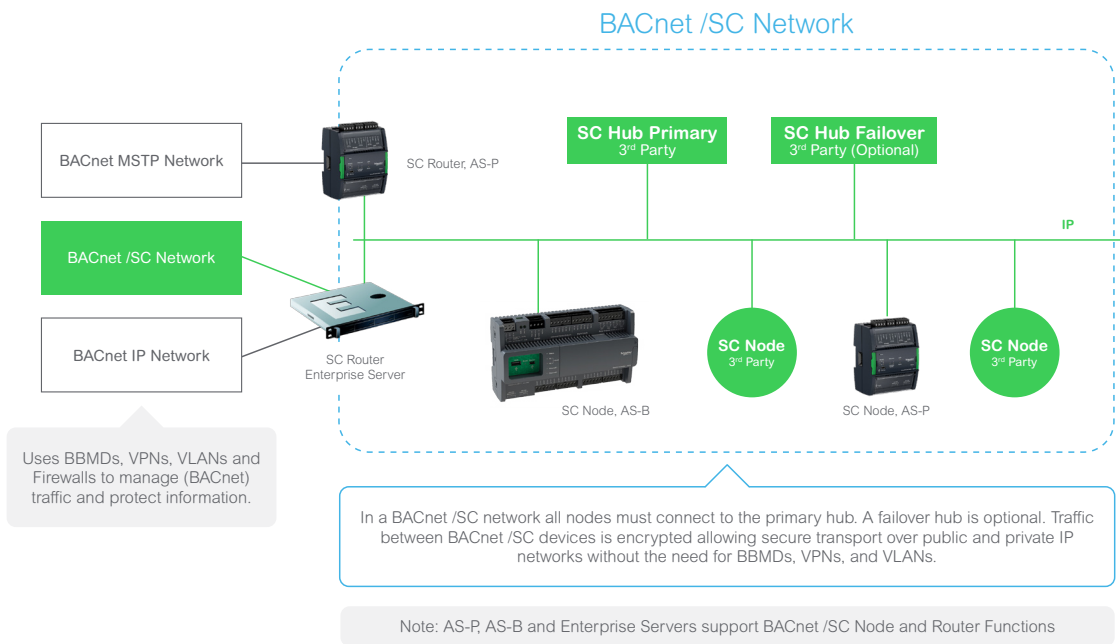 BACnet /SC Network
BACnet MSTP Network
SC Router, AS-P
SC Hub Primary
3rd Party
SC Hub Failover
3rd Party (Optional)
IP
BACnet /SC Network
BACnet IP Network
SC Router
Enterprise Server
SC Node, AS-B
SC Node
3rd Party
SC Node, AS-P
SC Node
3rd Party
Uses BBMDs, VPNs, VLANs and
Firewalls to manage (BACnet)
traffic and protect information.
In a BACnet /SC network all nodes must connect to the primary hub. A failover hub is optional. Traffic
between BACnet /SC devices is encrypted allowing secure transport over public and private IP
networks without the need for BBMDs, VPNs, and VLANs.
Note: AS-P, AS-B and Enterprise Servers support BACnet /SC Node and Router Functions